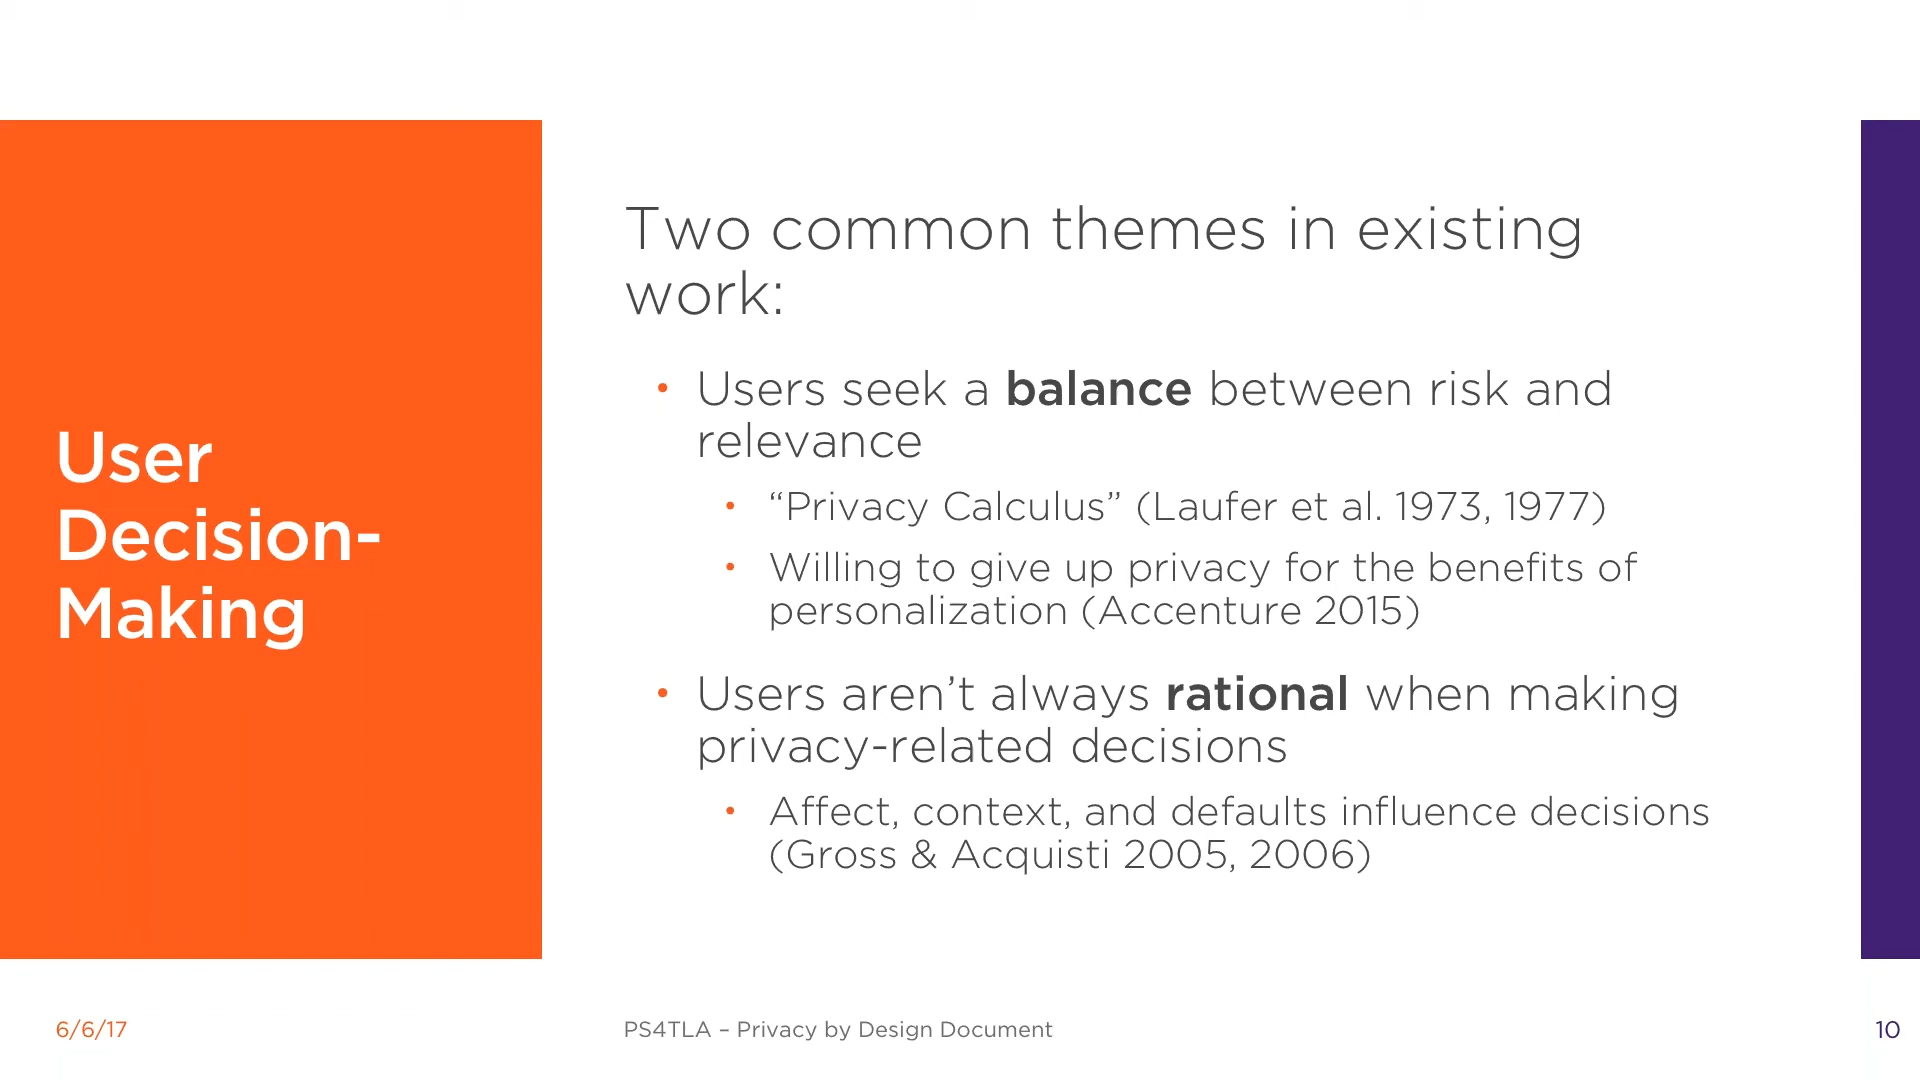 User
Decision-
Making
Two common themes in existing
work:
• Users seek a balance between risk and
relevance
• “Privacy Calculus” (Laufer et al. 1973, 1977)
• Willing to give up privacy for the benefits of
personalization (Accenture 2015)
• Users aren’t always rational when making
privacy-related decisions
• Affect, context, and defaults influence decisions
(Gross & Acquisti 2005, 2006)
6/6/17
PS4TLA – Privacy by Design Document
10